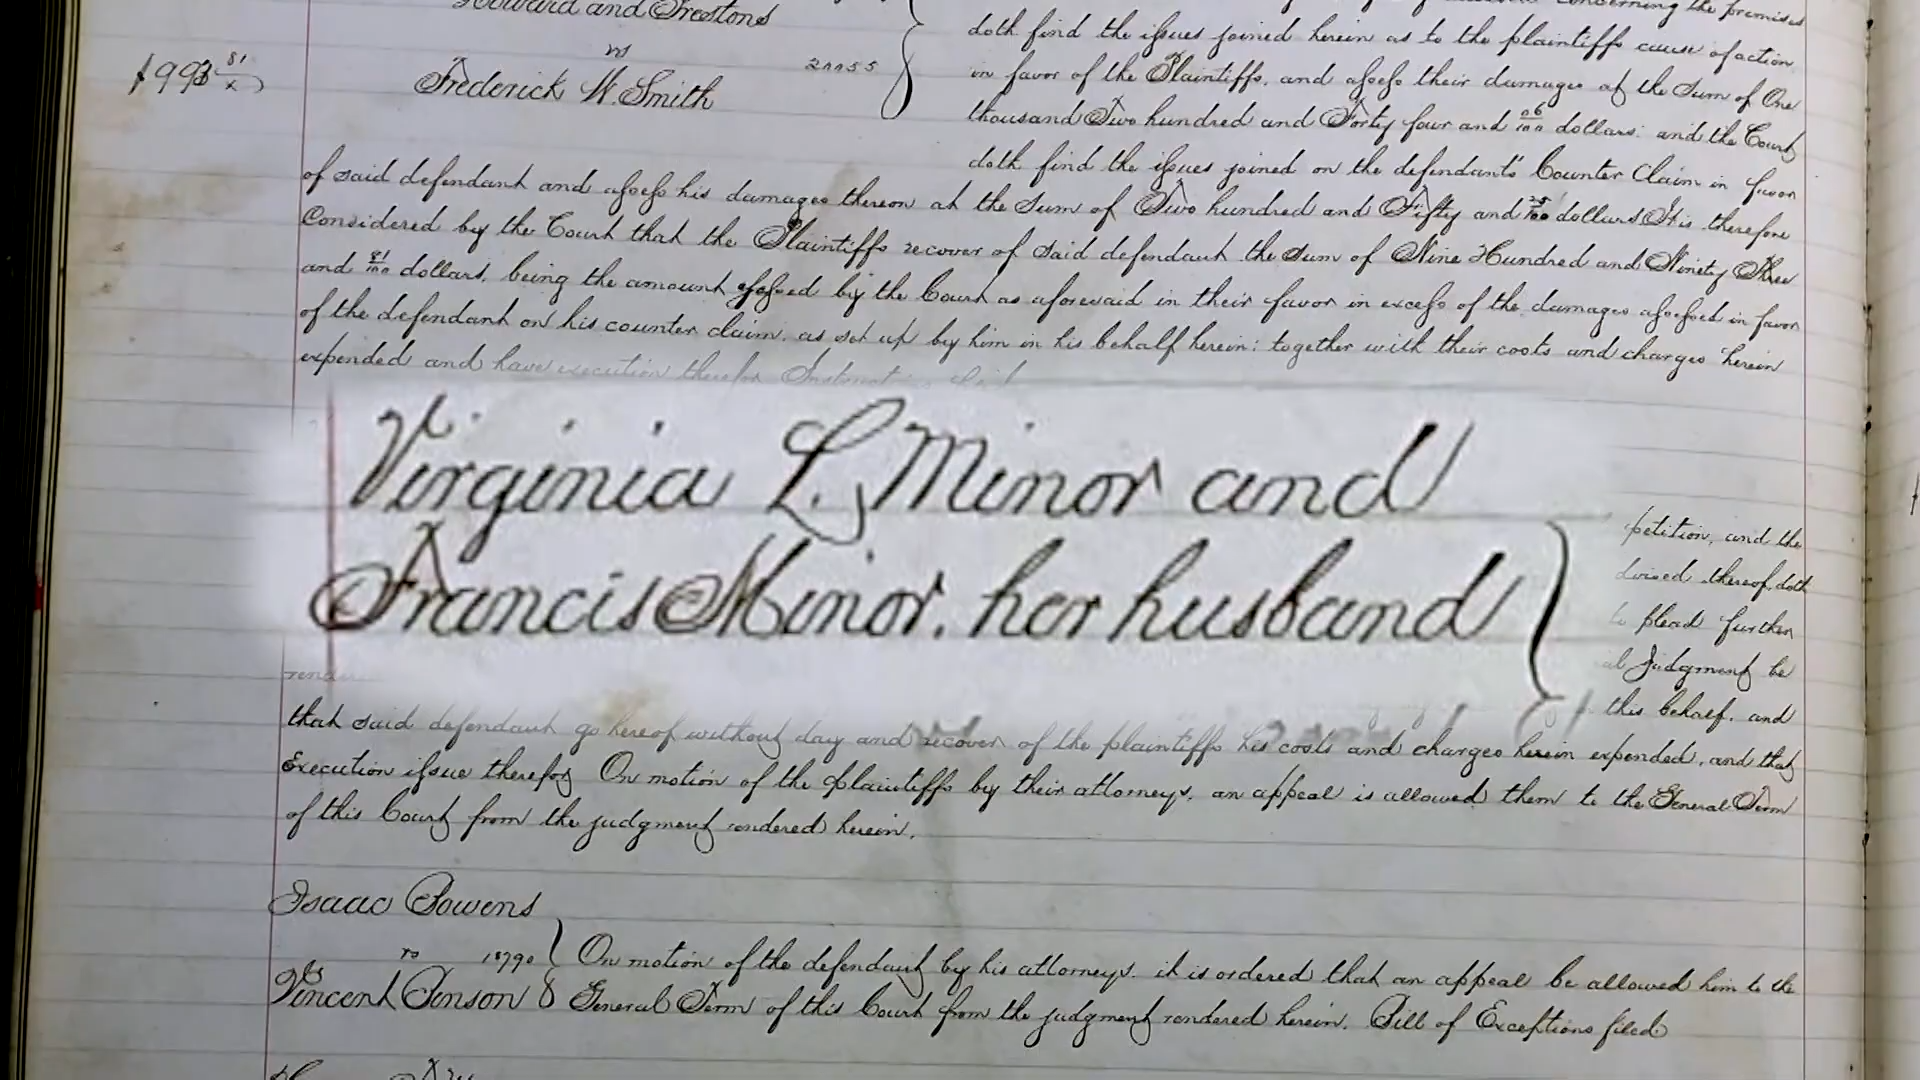 Howard and Prestons
vs
$993 81 Frederick W. Smith 20055
concerning the premises
doth find the issues joined herein as to the plaintiffs cause of action
in favor of the Plaintiffs, and assess their damages at the Sum of One
thousand Two hundred and Forty four and 06/100 dollars: and the Court
doth find the issues joined on the defendant's Counter Claim in favor
of said defendant and assess his damages thereon at the Sum of Two hundred and Fifty and 25/100 dollars It is therefore
Considered by the Court that the Plaintiffs recover of said defendant the Sum of Nine Hundred and Ninety Three
and 81/100 dollars, being the amount assessed by the Court as aforesaid in their favor in excess of the damages assessed in favor
of the defendant on his counter claim, as set up by him in his behalf herein: together with their costs and charges herein
expended and have execution therefor
Virginia L. Minor and
Francis Minor, her husband
petition, and the
thereof, doth
plead further
Judgment be
this behalf, and
that said defendant go hereof without day and recover of the plaintiffs his costs and charges herein expended, and that
Execution issue therefor On motion of the plaintiffs by their attorneys, an appeal is allowed them to the General Term
of this Court from the judgment rendered herein.
Isaac Bowens
vs
Vincent Penson
On motion of the defendant by his attorneys, it is ordered that an appeal be allowed him to the
General Term of this Court from the judgment rendered herein. Bill of Exceptions filed